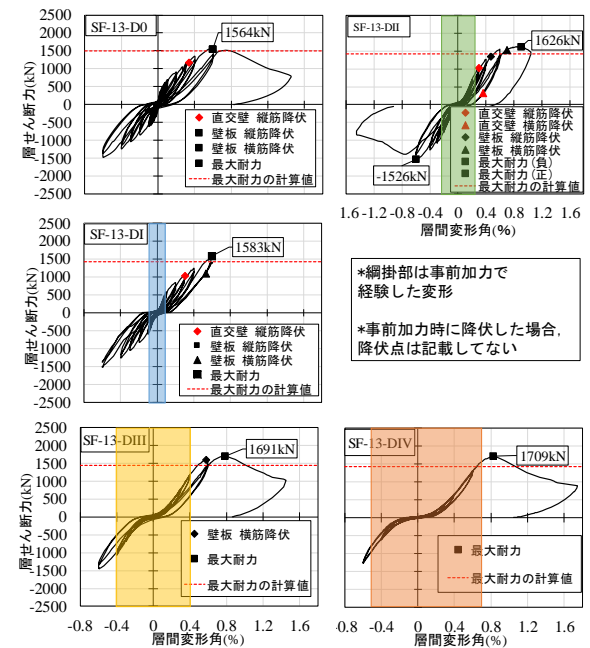 SF-13-D0
1564kN
2500
2000
1500
1000
500
0
500
1000
1500
2000
2500
層せん断力(kN)
直交壁 縦筋降伏
壁板 縦筋降伏
壁板 横筋降伏
最大耐力
最大耐力の計算値
SF-13-DII
1626kN
-1526kN
直交壁 縦筋降伏
直交壁 横筋降伏
壁板 縦筋降伏
壁板 横筋降伏
最大耐力(負)
最大耐力(正)
最大耐力の計算値
1.6 -1.2 -0.8 -0.4 0 0.4 0.8 1.2 1.6
層間変形角(%)
SF-13-DI
1583kN
2500
2000
1500
1000
500
0
-500
-1000
-1500
-2000
-2500
層せん断力(kN)
直交壁 縦筋降伏
壁板 縦筋降伏
壁板 横筋降伏
最大耐力
最大耐力の計算値
*網掛部は事前加力で
経験した変形
*事前加力時に降伏した場合,
降伏点は記載してない
SF-13-DIII
1691kN
2500
2000
1500
1000
500
0
-500
-1000
-1500
-2000
-2500
層せん断力(kN)
壁板 横筋降伏
最大耐力
最大耐力の計算値
-0.8 -0.4 0 0.4 0.8 1.2 1.6
層間変形角(%)
SF-13-DIV
1709kN
最大耐力
最大耐力の計算値
-0.8 -0.4 0 0.4 0.8 1.2 1.6
層間変形角(%)